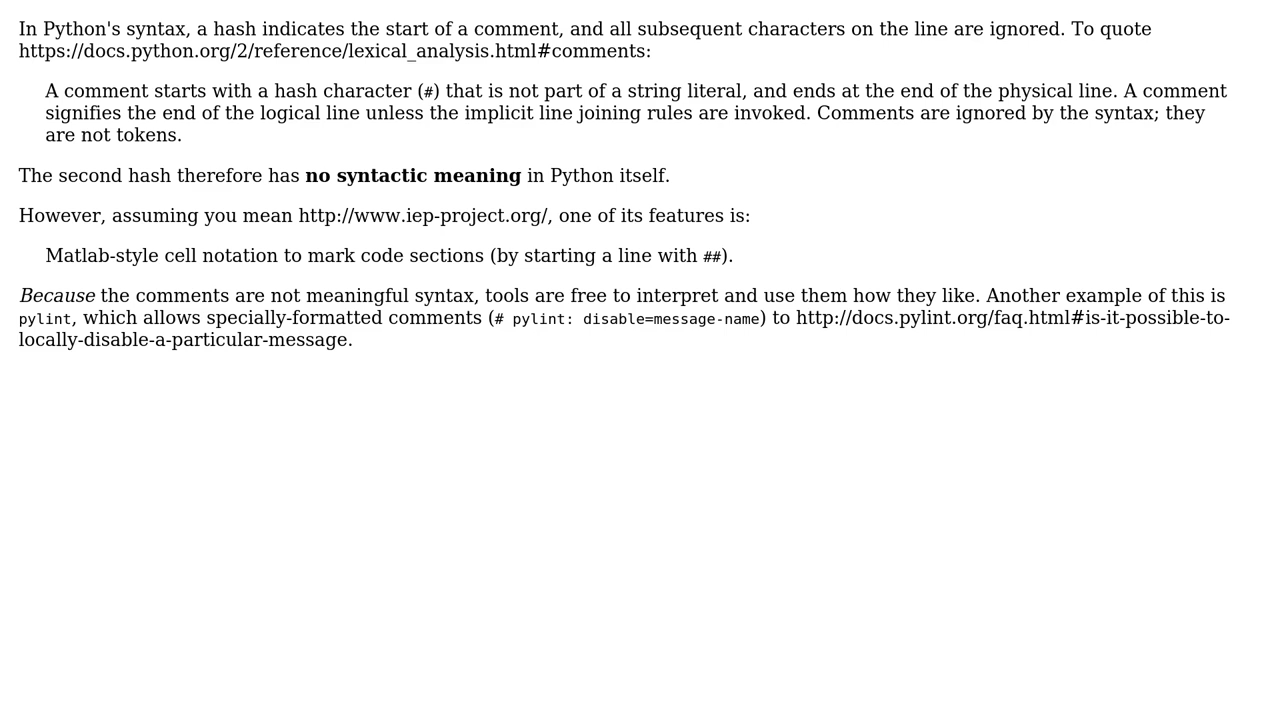 In Python's syntax, a hash indicates the start of a comment, and all subsequent characters on the line are ignored. To quote
https://docs.python.org/2/reference/lexical_analysis.html#comments:
A comment starts with a hash character (#) that is not part of a string literal, and ends at the end of the physical line. A comment
signifies the end of the logical line unless the implicit line joining rules are invoked. Comments are ignored by the syntax; they
are not tokens.
The second hash therefore has no syntactic meaning in Python itself.
However, assuming you mean http://www.iep-project.org/, one of its features is:
Matlab-style cell notation to mark code sections (by starting a line with ##).
Because the comments are not meaningful syntax, tools are free to interpret and use them how they like. Another example of this is
pylint, which allows specially-formatted comments (# pylint: disable=message-name) to http://docs.pylint.org/faq.html#is-it-possible-to-
locally-disable-a-particular-message.